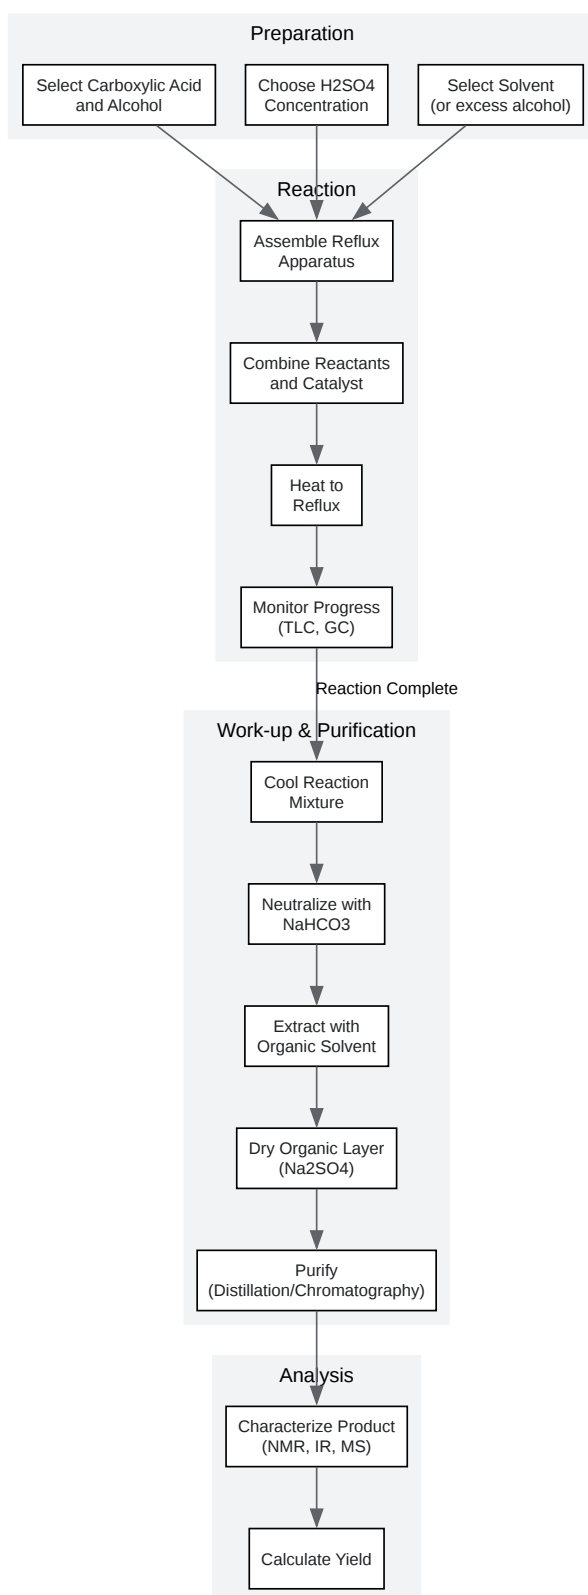 Preparation
Select Carboxylic Acid
and Alcohol
Choose H2SO4
Concentration
Select Solvent
(or excess alcohol)
Reaction
Assemble Reflux
Apparatus
Combine Reactants
and Catalyst
Heat to
Reflux
Monitor Progress
(TLC, GC)
Reaction Complete
Work-up & Purification
Cool Reaction
Mixture
Neutralize with
NaHCO3
Extract with
Organic Solvent
Dry Organic Layer
(Na2SO4)
Purify
(Distillation/Chromatography)
Analysis
Characterize Product
(NMR, IR, MS)
Calculate Yield